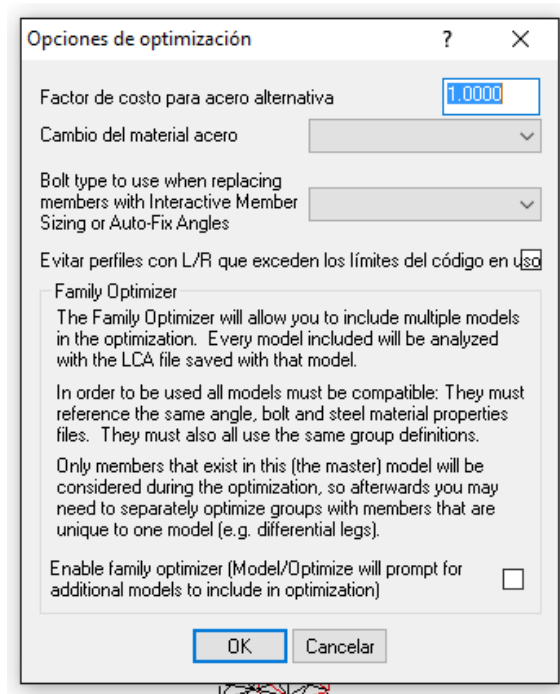 Opciones de optimización
?
Factor de costo para acero alternativa
1.0000
Cambio del material acero
Bolt type to use when replacing
members with Interactive Member
Sizing or Auto-Fix Angles
Evitar perfiles con L/R que exceden los límites del código en uso
Family Optimizer
The Family Optimizer will allow you to include multiple models
in the optimization. Every model included will be analyzed
with the LCA file saved with that model.
In order to be used all models must be compatible: They must
reference the same angle, bolt and steel material properties
files. They must also all use the same group definitions.
Only members that exist in this (the master) model will be
considered during the optimization, so afterwards you may
need to separately optimize groups with members that are
unique to one model (e.g. differential legs).
Enable family optimizer (Model/Optimize will prompt for
additional models to include in optimization)
OK
Cancelar